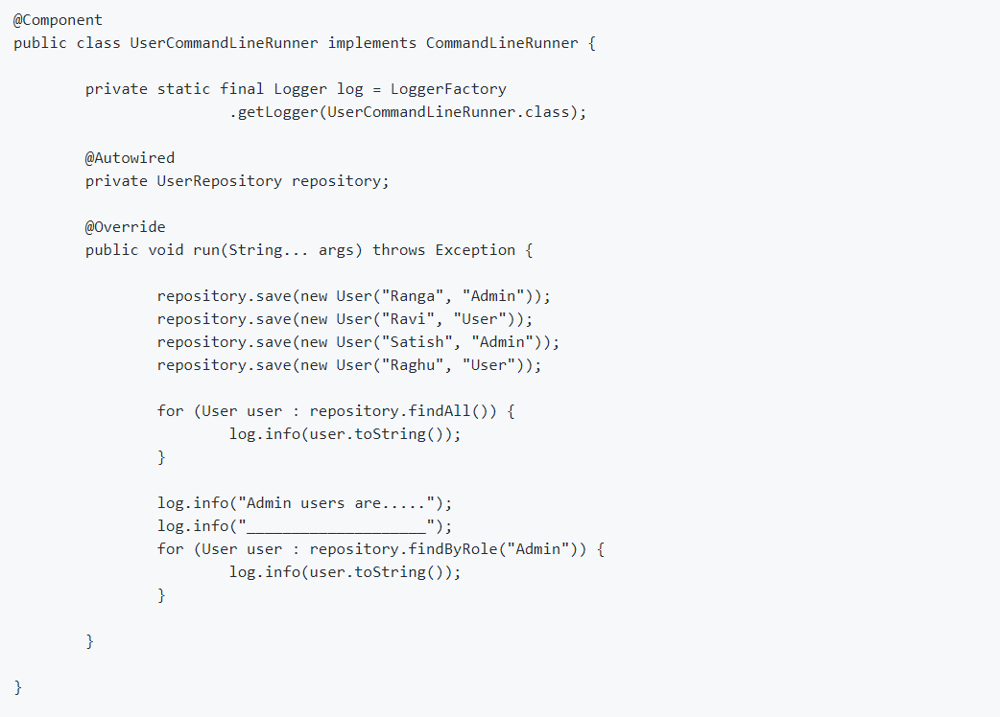 @Component
public class UserCommandLineRunner implements CommandLineRunner {
private static final Logger log = LoggerFactory
.getLogger(UserCommandLineRunner.class);
@Autowired
private UserRepository repository;
@Override
public void run(String... args) throws Exception {
repository.save(new User("Ranga", "Admin"));
repository.save(new User("Ravi", "User"));
repository.save(new User("Satish", "Admin"));
repository.save(new User("Raghu", "User"));
for (User user : repository.findAll()) {
log.info(user.toString());
}
log.info("Admin users are.....");
log.info("____________________");
for (User user : repository.findByRole("Admin")) {
log.info(user.toString());
}
}
}